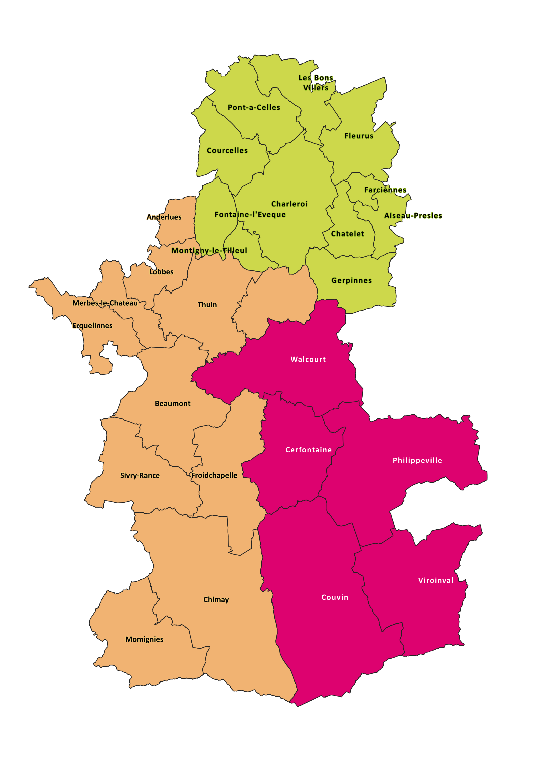 Les Bons
Villers
Pont-a-Celles
Fleurus
Courcelles
Farciennes
Charleroi
Anderlues
Fontaine-l'Eveque
Aiseau-Presles
Chatelet
Montigny-le-Tilleul
Lobbes
Gerpinnes
Merbes-le-Chateau
Thuin
Erquelinnes
Walcourt
Beaumont
Cerfontaine
Philippeville
Sivry-Rance
Froidchapelle
Viroinval
Couvin
Chimay
Momignies